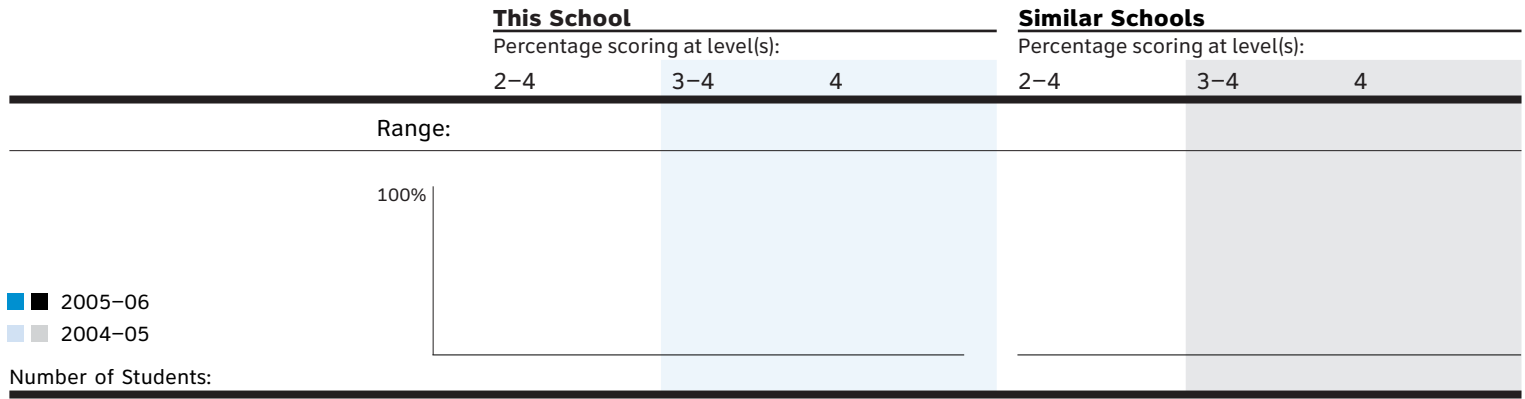 This School Similar Schools
Percentage scoring at level(s): Percentage scoring at level(s):
2–4 3–4 4 2–4 3–4 4
Range:
100%
2005–06
2004–05
Number of Students: